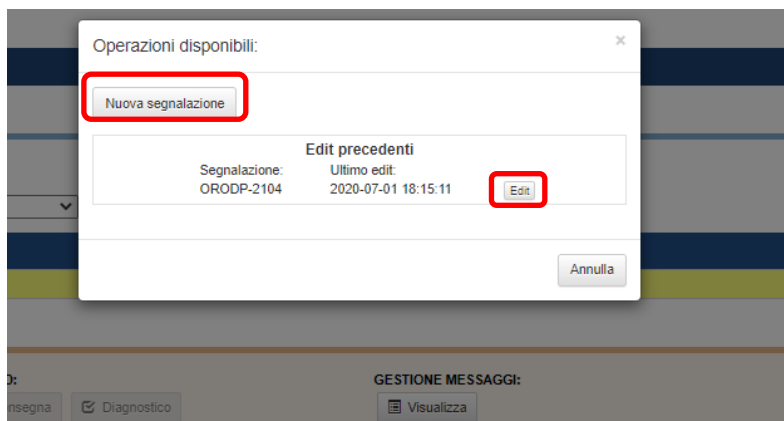 Operazioni disponibili:
×
Nuova segnalazione
Edit precedenti
Segnalazione: Ultimo edit:
ORODP-2104 2020-07-01 18:15:11 Edit
Annulla
GESTIONE MESSAGGI:
Diagnostico Visualizza